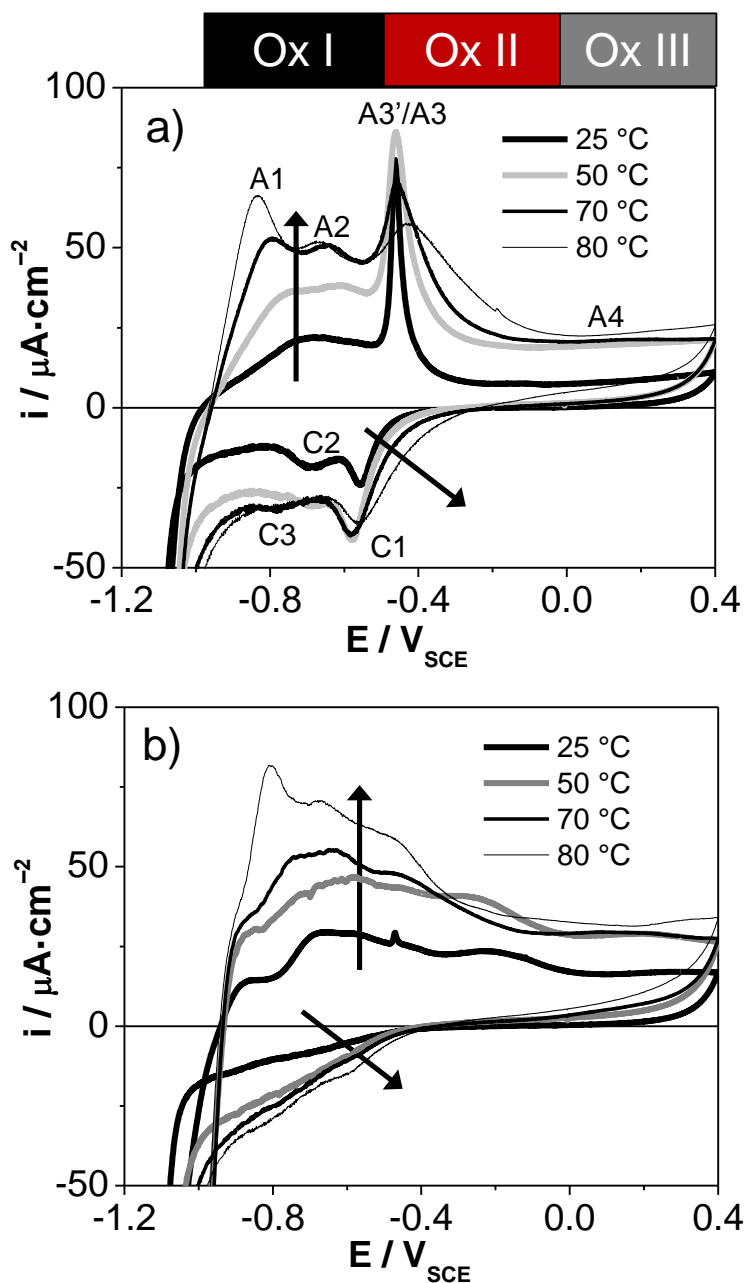 Ox I Ox II Ox III
100
a)
A3'/A3
25 °C
50 °C
70 °C
80 °C
A1
A2
50
A4
0
C2
C3
C1
-50
-1.2 -0.8 -0.4 0.0 0.4
E / V_SCE
i / µA·cm⁻²
100
b)
25 °C
50 °C
70 °C
80 °C
50
0
-50
-1.2 -0.8 -0.4 0.0 0.4
E / V_SCE
i / µA·cm⁻²